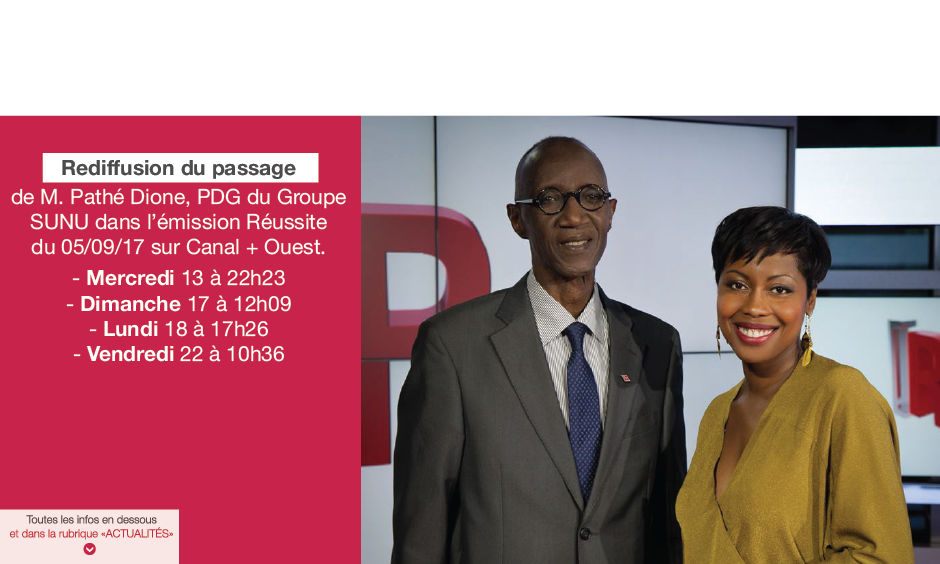 Rediffusion du passage
de M. Pathé Dione, PDG du Groupe
SUNU dans l'émission Réussite
du 05/09/17 sur Canal + Ouest.
- Mercredi 13 à 22h23
- Dimanche 17 à 12h09
- Lundi 18 à 17h26
- Vendredi 22 à 10h36
Toutes les infos en dessous
et dans la rubrique «ACTUALITÉS»